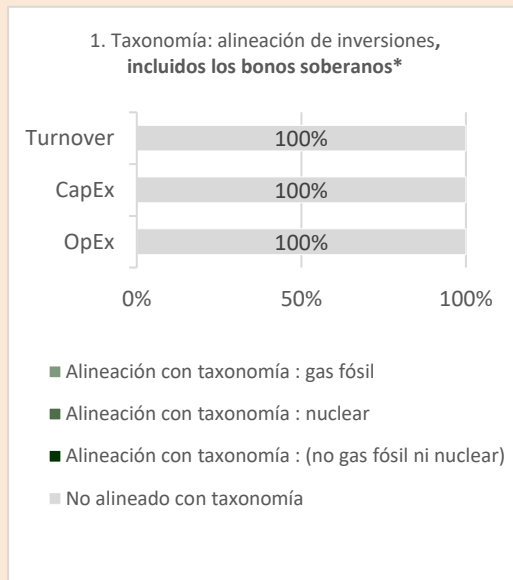 1. Taxonomía: alineación de inversiones,
incluidos los bonos soberanos*
Turnover 100%
CapEx 100%
OpEx 100%
0% 50% 100%
Alineación con taxonomía : gas fósil
Alineación con taxonomía : nuclear
Alineación con taxonomía : (no gas fósil ni nuclear)
No alineado con taxonomía